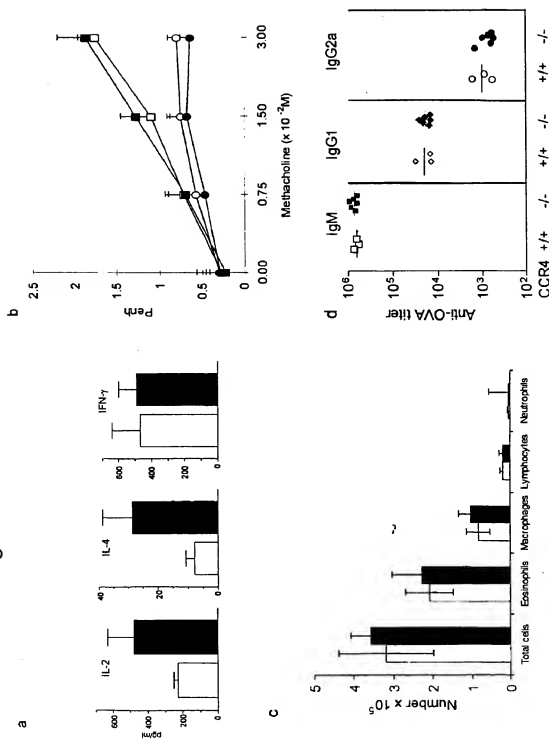 a
IL-2
IL-4
IFN-γ
pg/ml
600
400
200
0
40
20
0
600
400
200
0
b
Penh
2.5
2
1.5
1
0.5
0
0.00
0.75
1.50
3.00
Methacholine (x 10⁻²M)
c
Number x 10⁵
5
4
3
2
1
0
Total cells
Eosinophils
Macrophages
Lymphocytes
Neutrophils
d
Anti-OVA titer
10⁶
10⁵
10⁴
10³
10²
IgM
IgG1
IgG2a
CCR4 +/+ -/- +/+ -/- +/+ -/-